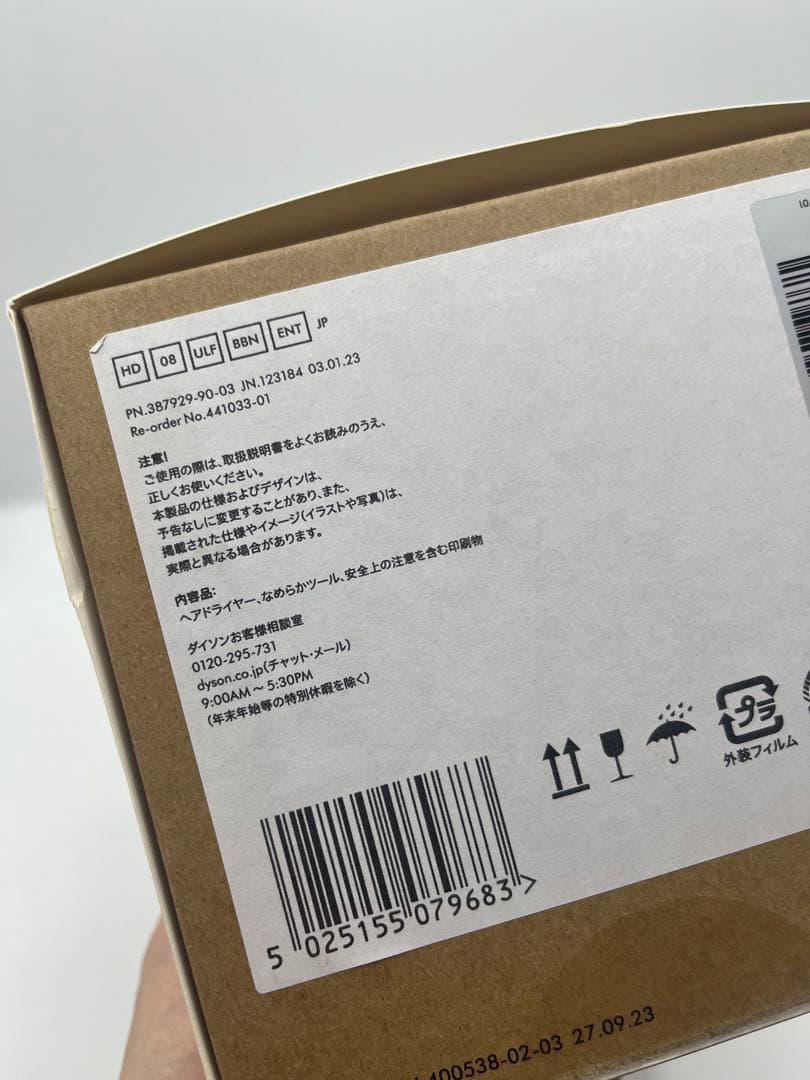 HD 08 ULF BBN ENT JP
PN.387929-90-03 JN.123184 03.01.23
Re-order No.441033-01
注意!
ご使用の際は、取扱説明書をよくお読みのうえ、
正しくお使いください。
本製品の仕様およびデザインは、
予告なしに変更することがあり、また、
掲載された仕様やイメージ(イラストや写真)は、
実際と異なる場合があります。
内容品:
ヘアドライヤー、なめらかツール、安全上の注意を含む印刷物
ダイソンお客様相談室
0120-295-731
dyson.co.jp(チャット・メール)
9:00AM ~ 5:30PM
(年末年始等の特別休暇を除く)
プラ
外装フィルム
5 025155 079683 >
400538-02-03 27.09.23